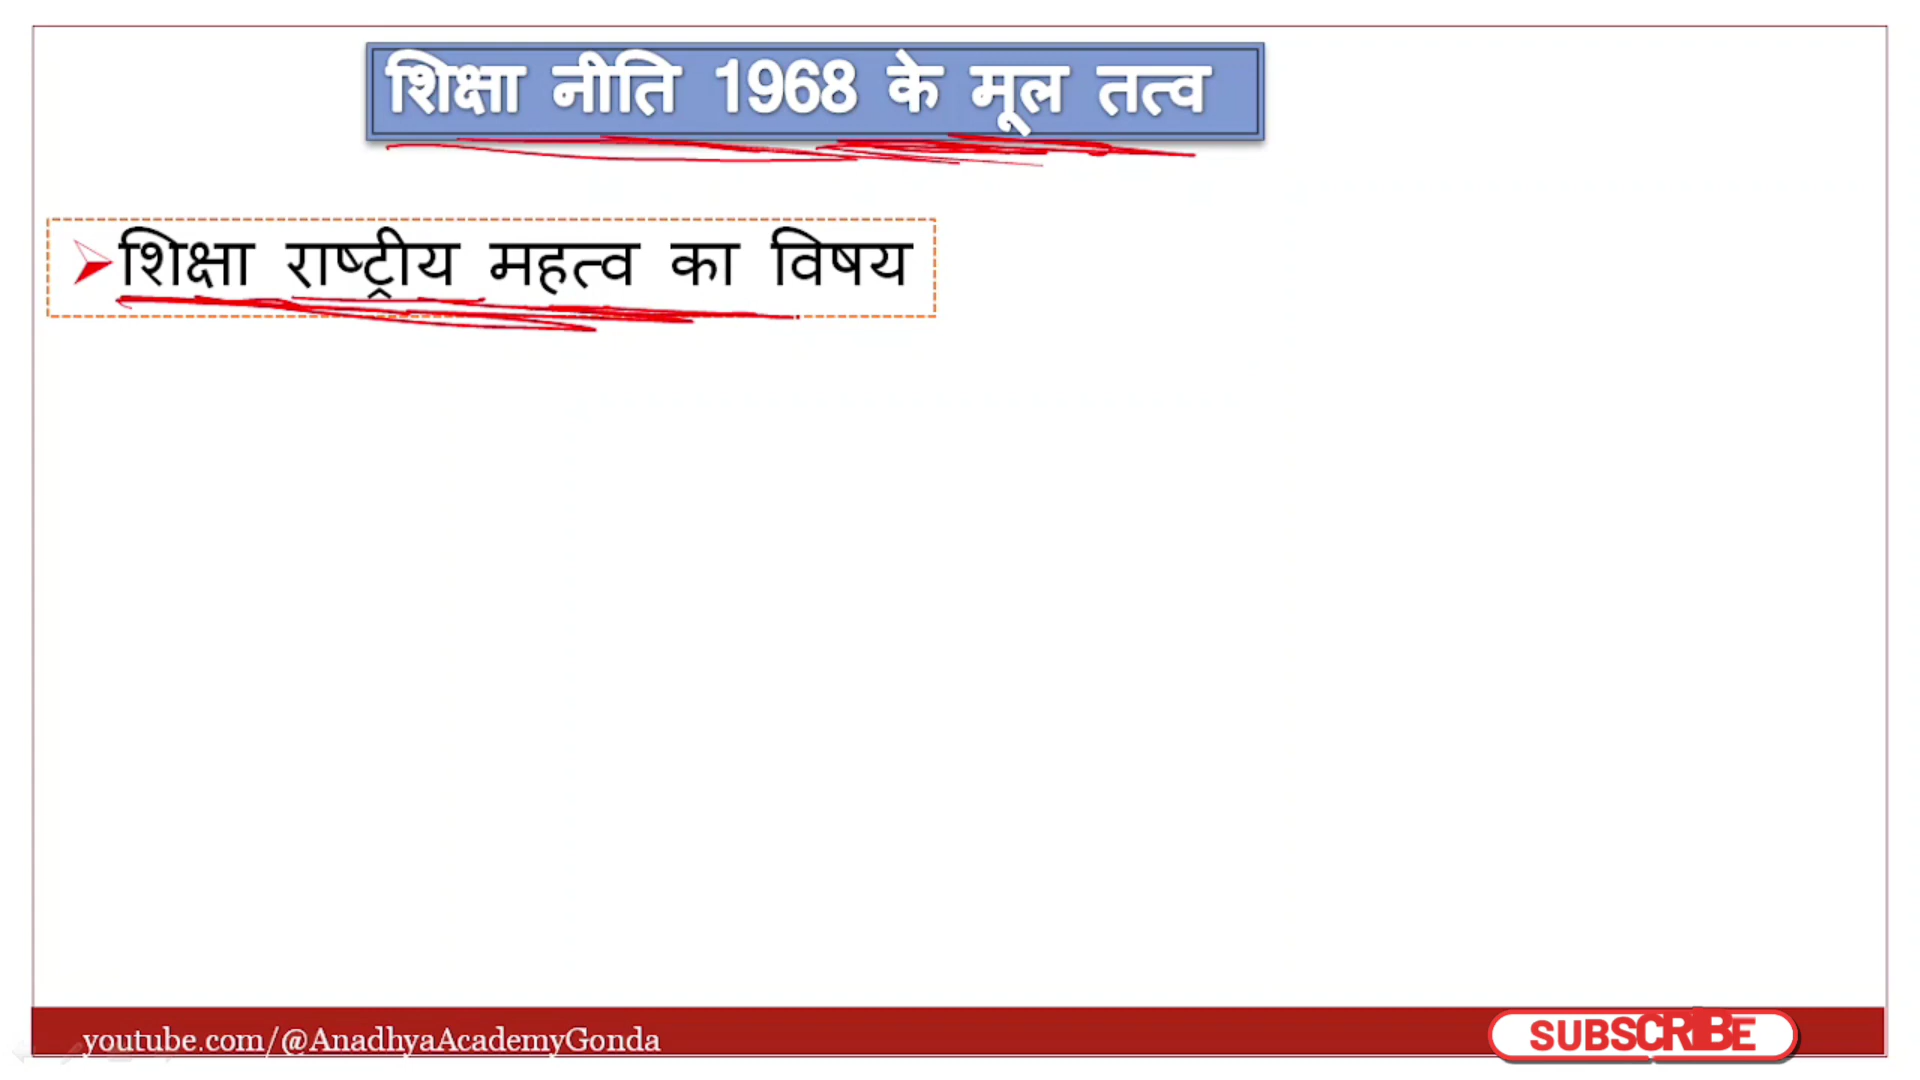 शिक्षा नीति 1968 के मूल तत्व
शिक्षा राष्ट्रीय महत्व का विषय
youtube.com/@AnadhyaAcademyGonda
SUBSCRIBE